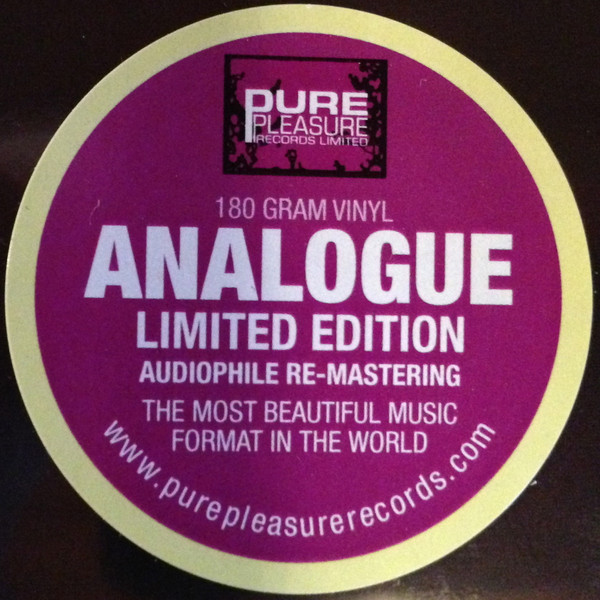 PURE
PLEASURE
RECORDS LIMITED
180 GRAM VINYL
ANALOGUE
LIMITED EDITION
AUDIOPHILE RE-MASTERING
THE MOST BEAUTIFUL MUSIC
FORMAT IN THE WORLD
www.purepleasurerecords.com